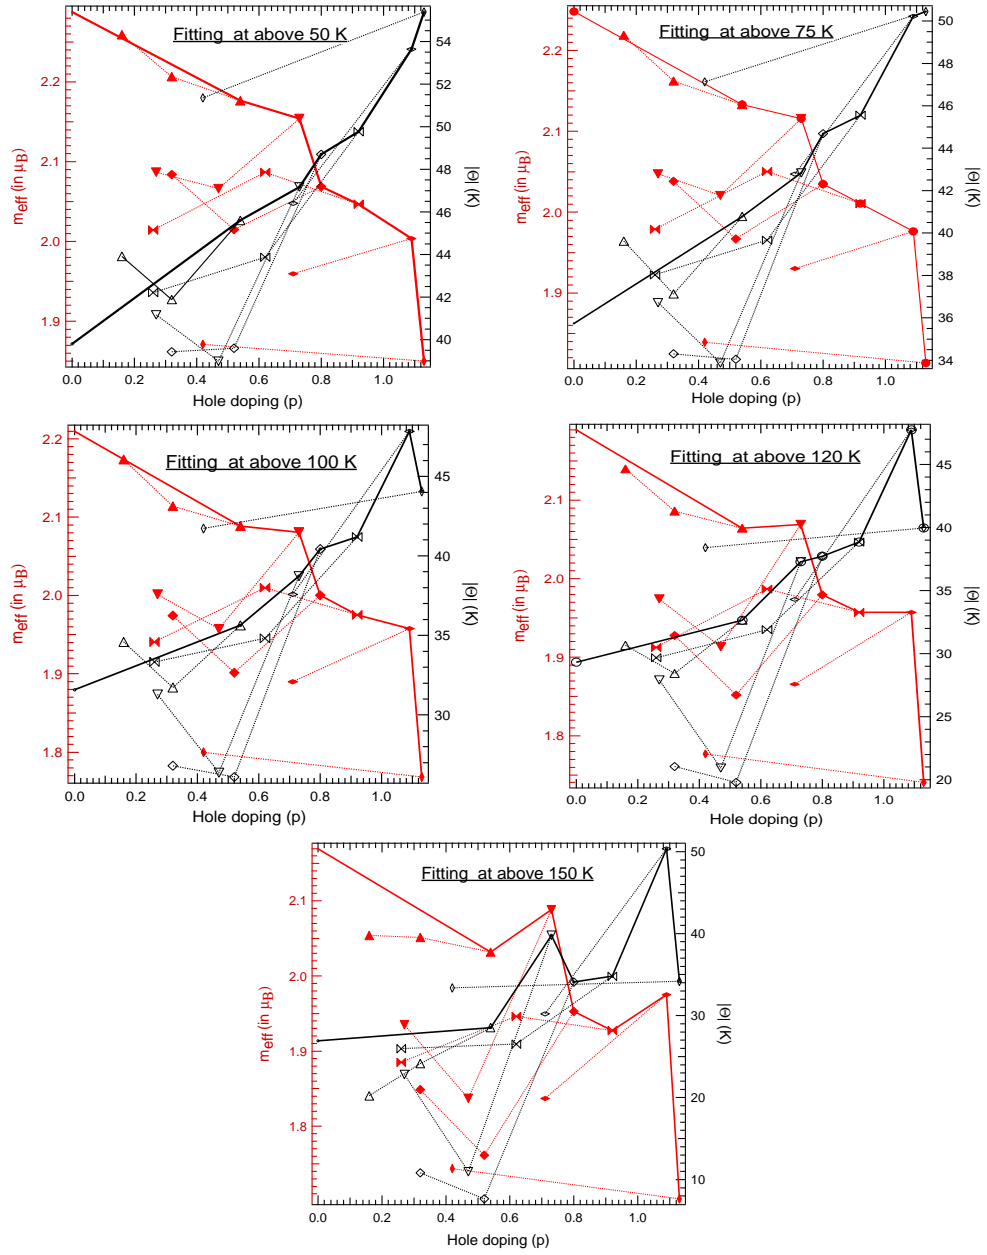 Fitting at above 50 K
2.2
2.1
2.0
1.9
m_eff (in μB)
54
50
48
46
44
42
40
|Θ| (K)
0.0 0.2 0.4 0.6 0.8 1.0
Hole doping (p)
Fitting at above 75 K
2.2
2.1
2.0
1.9
m_eff (in μB)
50
48
46
44
42
40
38
36
34
|Θ| (K)
0.0 0.2 0.4 0.6 0.8 1.0
Hole doping (p)
Fitting at above 100 K
2.2
2.1
2.0
1.9
1.8
m_eff (in μB)
45
40
35
30
|Θ| (K)
0.0 0.2 0.4 0.6 0.8 1.0
Hole doping (p)
Fitting at above 120 K
2.1
2.0
1.9
1.8
m_eff (in μB)
45
40
35
30
25
20
|Θ| (K)
0.0 0.2 0.4 0.6 0.8 1.0
Hole doping (p)
Fitting at above 150 K
2.1
2.0
1.9
1.8
m_eff (in μB)
50
40
30
20
10
|Θ| (K)
0.0 0.2 0.4 0.6 0.8 1.0
Hole doping (p)